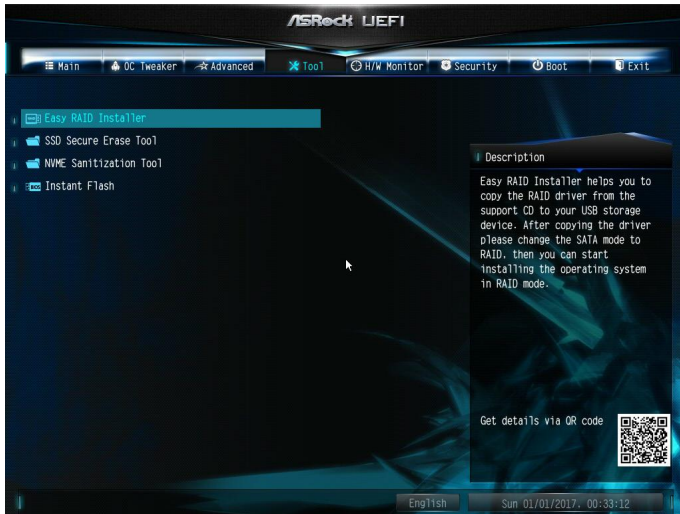 ASRock UEFI
Main
OC Tweaker
Advanced
Tool
H/W Monitor
Security
Boot
Exit
Easy RAID Installer
SSD Secure Erase Tool
NVME Sanitization Tool
BIOS Instant Flash
Description
Easy RAID Installer helps you to
copy the RAID driver from the
support CD to your USB storage
device. After copying the driver
please change the SATA mode to
RAID, then you can start
installing the operating system
in RAID mode.
Get details via QR code
English
Sun 01/01/2017. 00:33:12